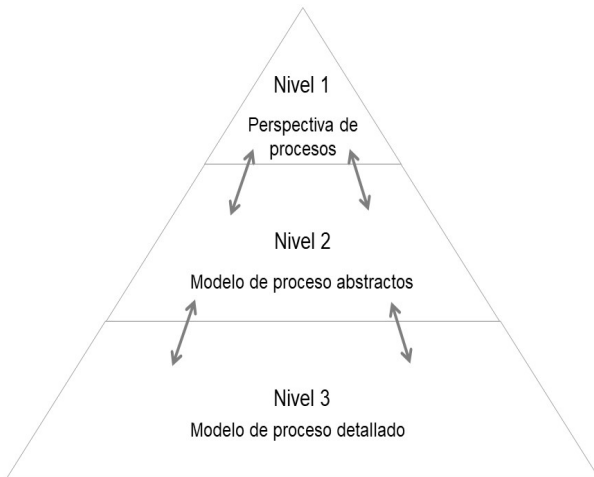 Nivel 1
Perspectiva de
procesos
Nivel 2
Modelo de proceso abstractos
Nivel 3
Modelo de proceso detallado